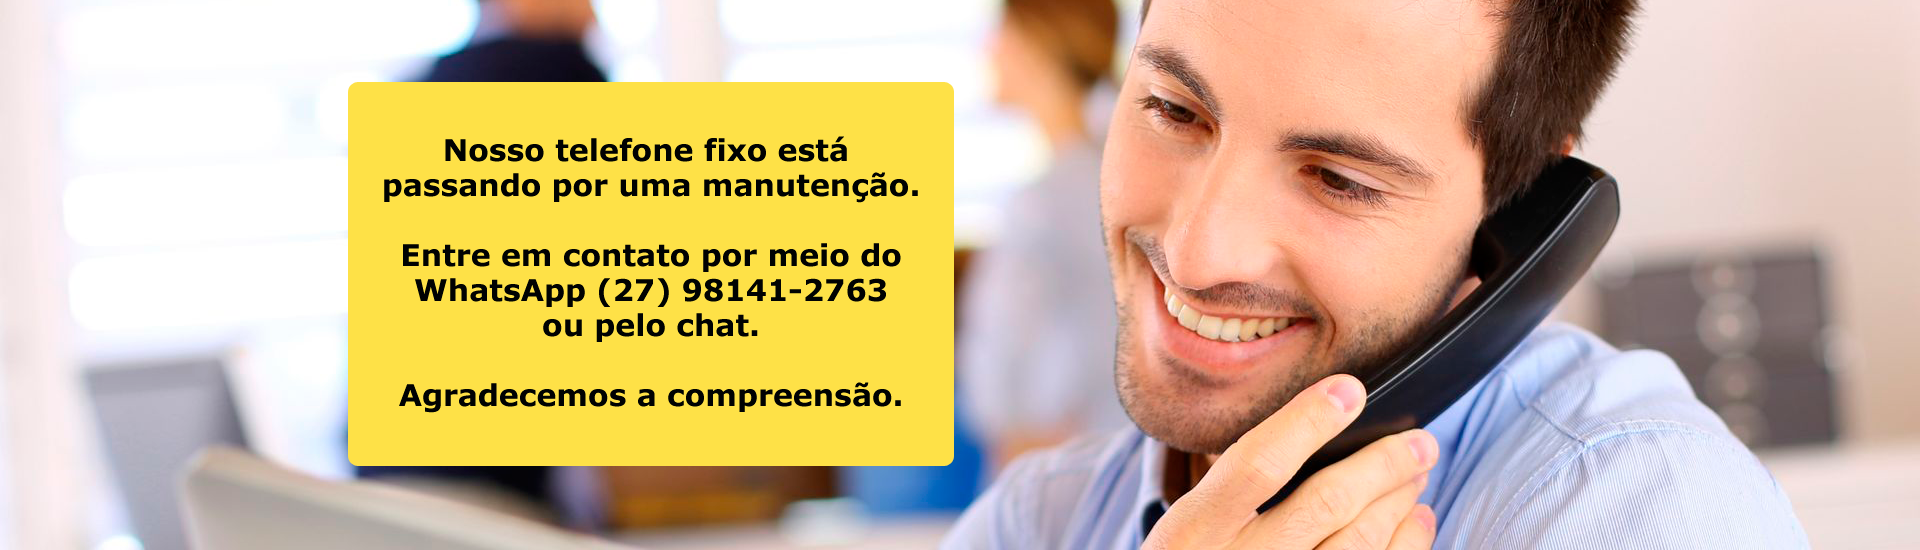 Nosso telefone fixo está
passando por uma manutenção.
Entre em contato por meio do
WhatsApp (27) 98141-2763
ou pelo chat.
Agradecemos a compreensão.